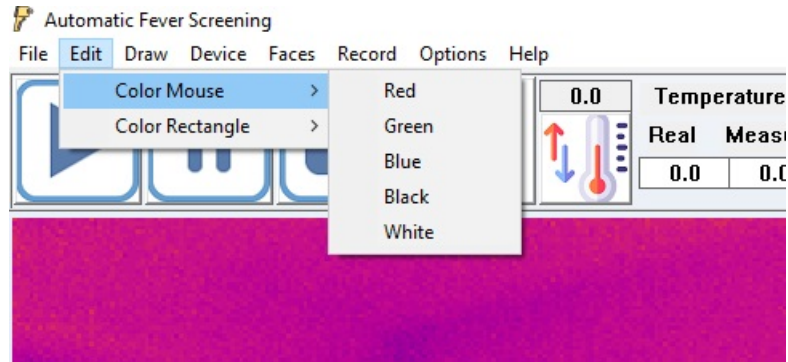 Automatic Fever Screening
File Edit Draw Device Faces Record Options Help
Color Mouse > Red
Color Rectangle > Green
Blue
Black
White
0.0 Temperature
Real
0.0